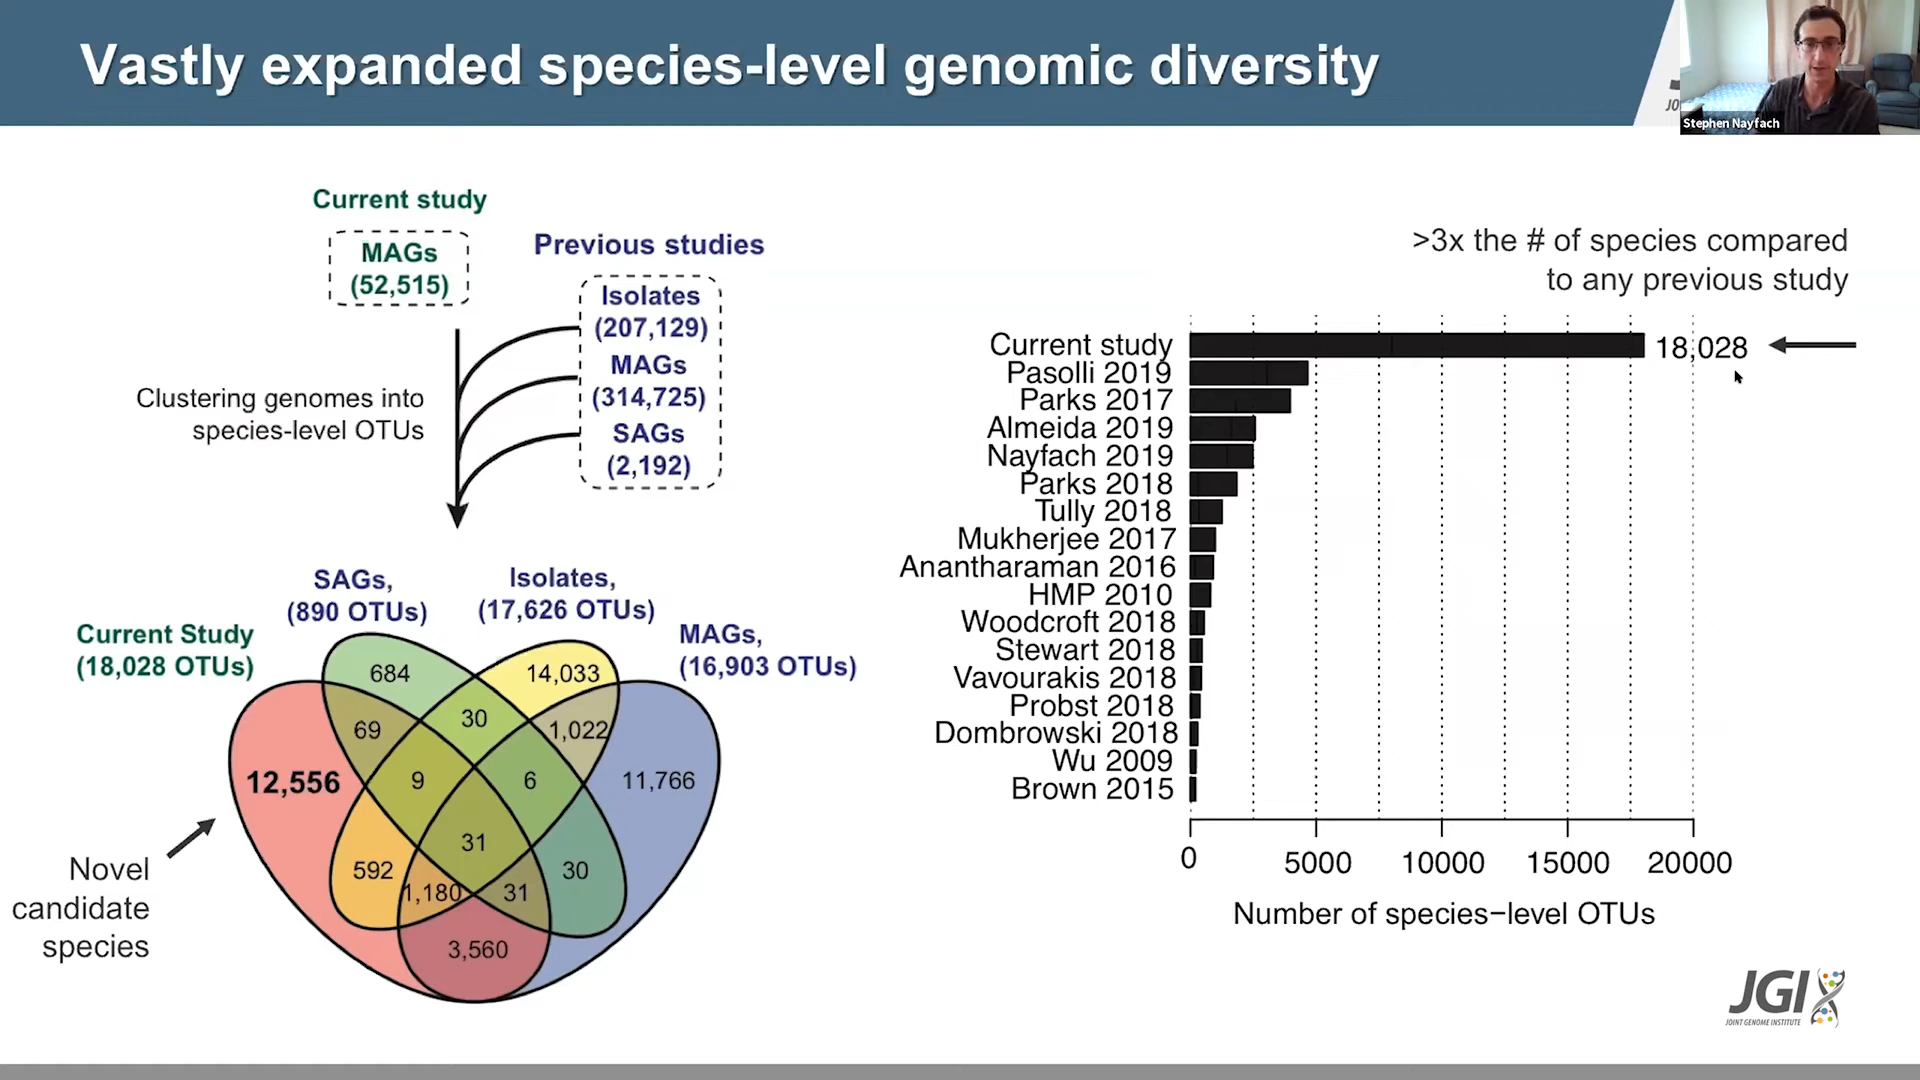 Vastly expanded species-level genomic diversity
JO
Stephen Nayfach
Current study
MAGs
(52,515)
Previous studies
Isolates
(207,129)
MAGs
(314,725)
SAGs
(2,192)
Clustering genomes into
species-level OTUs
SAGs,
(890 OTUs)
Isolates,
(17,626 OTUs)
Current Study
(18,028 OTUs)
MAGs,
(16,903 OTUs)
684
14,033
69
30
1,022
12,556
9
6
11,766
31
592
1,180
31
30
3,560
Novel
candidate
species
>3x the # of species compared
to any previous study
Current study
18,028
Pasolli 2019
Parks 2017
Almeida 2019
Nayfach 2019
Parks 2018
Tully 2018
Mukherjee 2017
Anantharaman 2016
HMP 2010
Woodcroft 2018
Stewart 2018
Vavourakis 2018
Probst 2018
Dombrowski 2018
Wu 2009
Brown 2015
0 5000 10000 15000 20000
Number of species−level OTUs
JGI
JOINT GENOME INSTITUTE